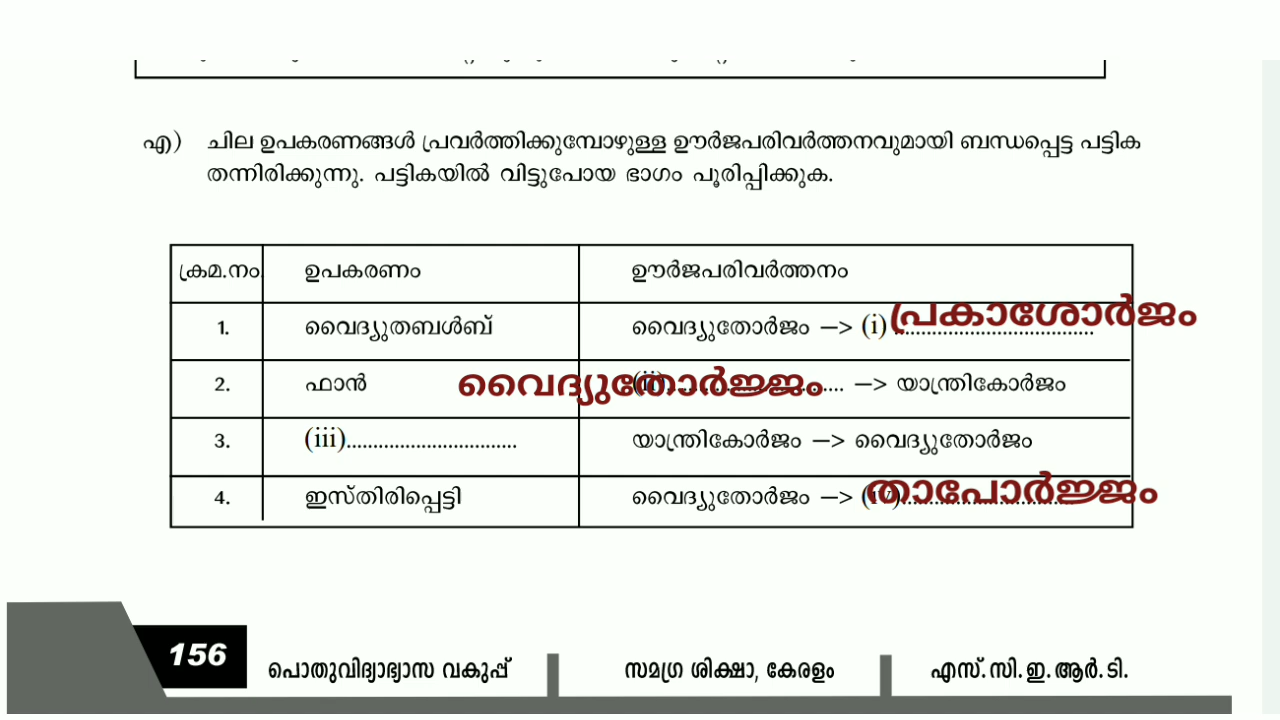 എ) ചില ഉപകരണങ്ങൾ പ്രവർത്തിക്കുമ്പോഴുള്ള ഊർജപരിവർത്തനവുമായി ബന്ധപ്പെട്ട പട്ടിക
തന്നിരിക്കുന്നു. പട്ടികയിൽ വിട്ടുപോയ ഭാഗം പൂരിപ്പിക്കുക.
ക്രമ.നം. ഉപകരണം ഊർജപരിവർത്തനം
1. വൈദ്യുതബൾബ് വൈദ്യുതോർജം —> (i) പ്രകാശോർജം
2. ഫാൻ (ii) വൈദ്യുതോർജ്ജം —> യാന്ത്രികോർജം
3. (iii)............................... യാന്ത്രികോർജം —> വൈദ്യുതോർജം
4. ഇസ്തിരിപ്പെട്ടി വൈദ്യുതോർജം —> (iv) താപോർജ്ജം
156 പൊതുവിദ്യാഭ്യാസ വകുപ്പ് സമഗ്ര ശിക്ഷാ, കേരളം എസ്.സി.ഇ.ആർ.ടി.